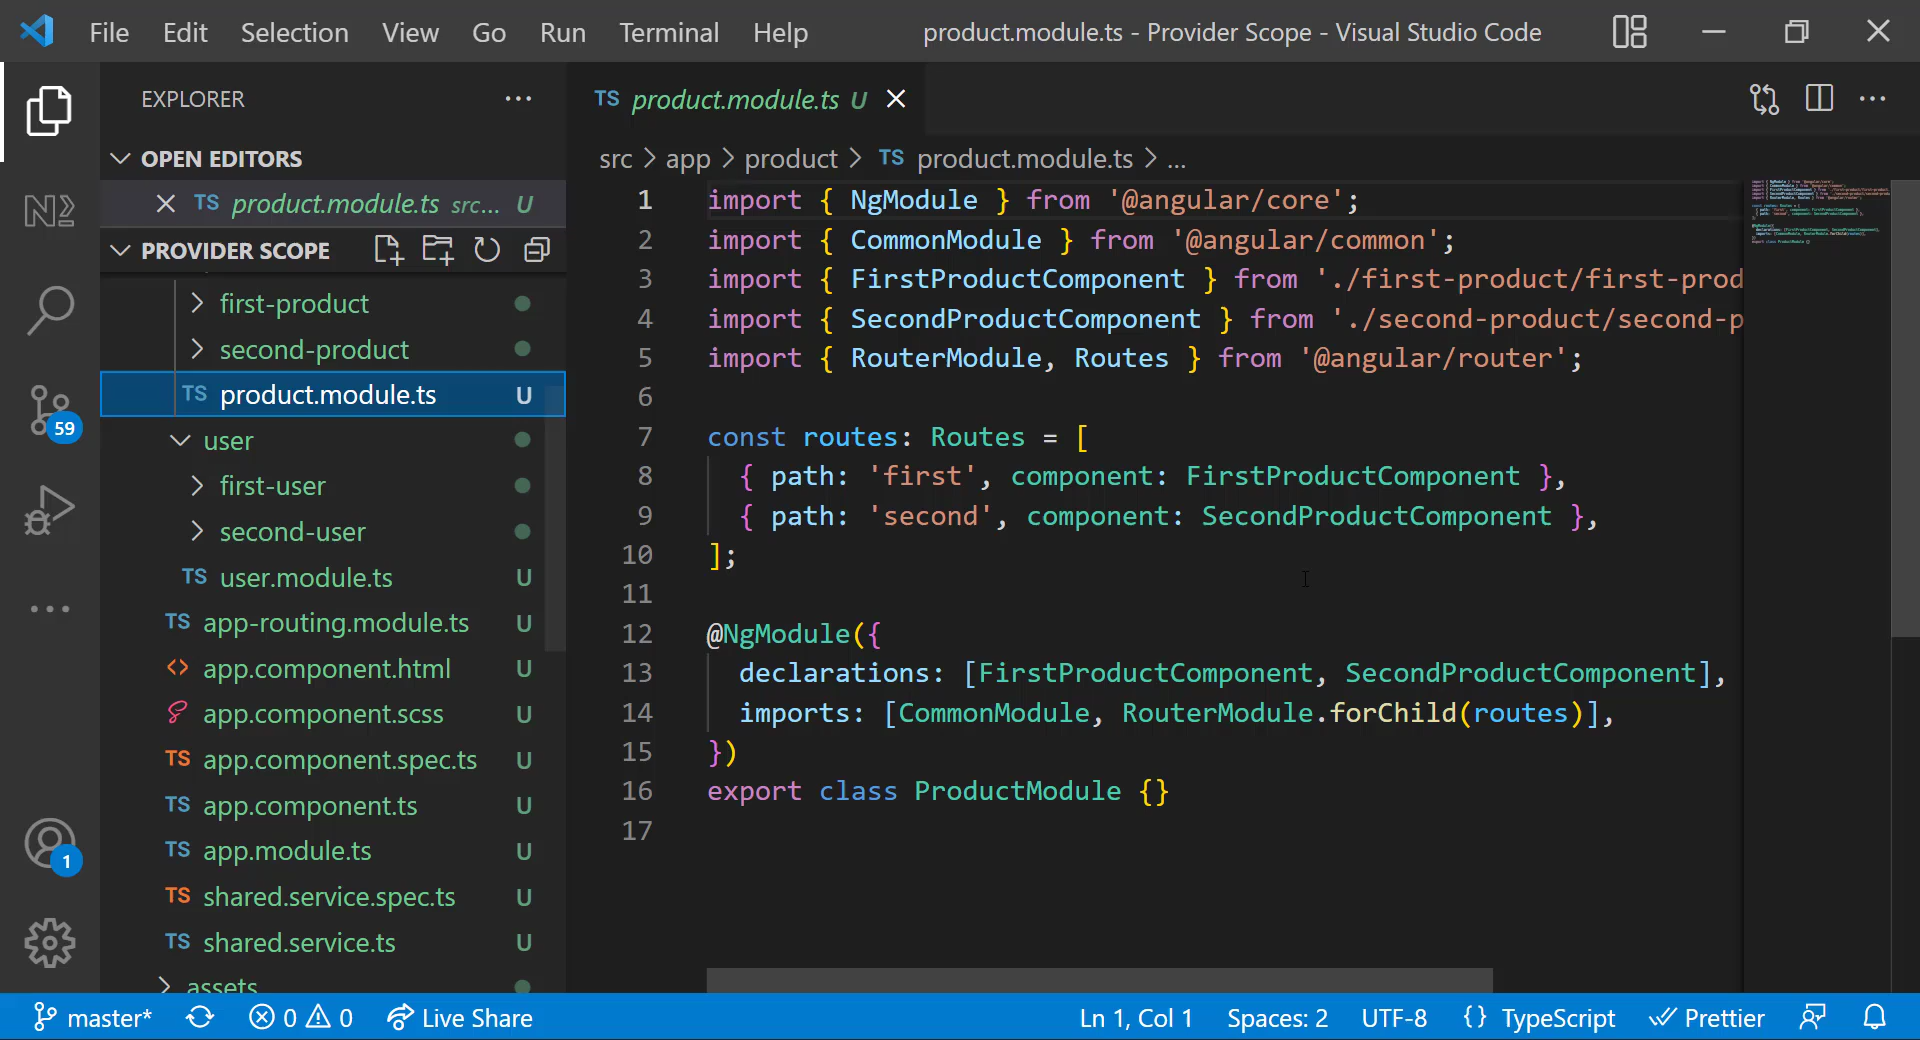 File Edit Selection View Go Run Terminal Help product.module.ts - Provider Scope - Visual Studio Code
EXPLORER
OPEN EDITORS
TS product.module.ts src... U
PROVIDER SCOPE
first-product
second-product
TS product.module.ts U
user
first-user
second-user
TS user.module.ts U
TS app-routing.module.ts U
<> app.component.html U
app.component.scss U
TS app.component.spec.ts U
TS app.component.ts U
TS app.module.ts U
TS shared.service.spec.ts U
TS shared.service.ts U
assets
59
1
TS product.module.ts U
src > app > product > TS product.module.ts > ...
1 import { NgModule } from '@angular/core';
2 import { CommonModule } from '@angular/common';
3 import { FirstProductComponent } from './first-product/first-prod
4 import { SecondProductComponent } from './second-product/second-p
5 import { RouterModule, Routes } from '@angular/router';
6
7 const routes: Routes = [
8 { path: 'first', component: FirstProductComponent },
9 { path: 'second', component: SecondProductComponent },
10 ];
11
12 @NgModule({
13 declarations: [FirstProductComponent, SecondProductComponent],
14 imports: [CommonModule, RouterModule.forChild(routes)],
15 })
16 export class ProductModule {}
17
master* 0 0 Live Share Ln 1, Col 1 Spaces: 2 UTF-8 {} TypeScript Prettier